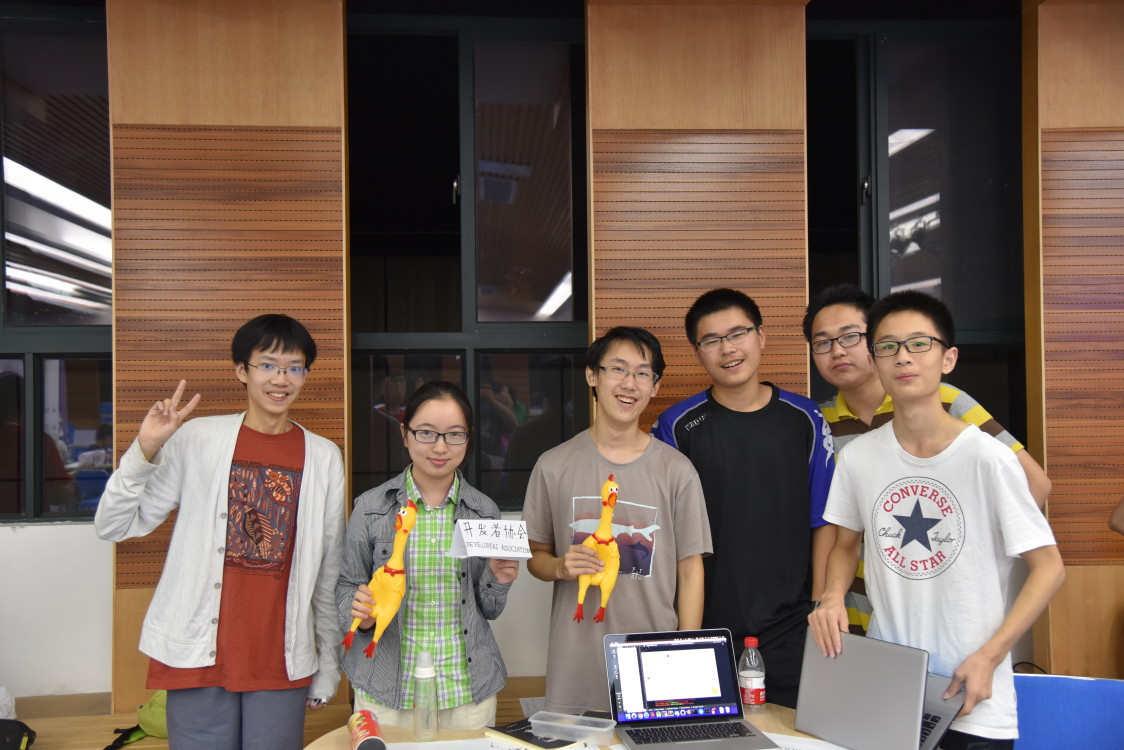 开发者协会
DEVELOPERS ASSOCIATION
CONVERSE
Chuck Taylor
ALL STAR